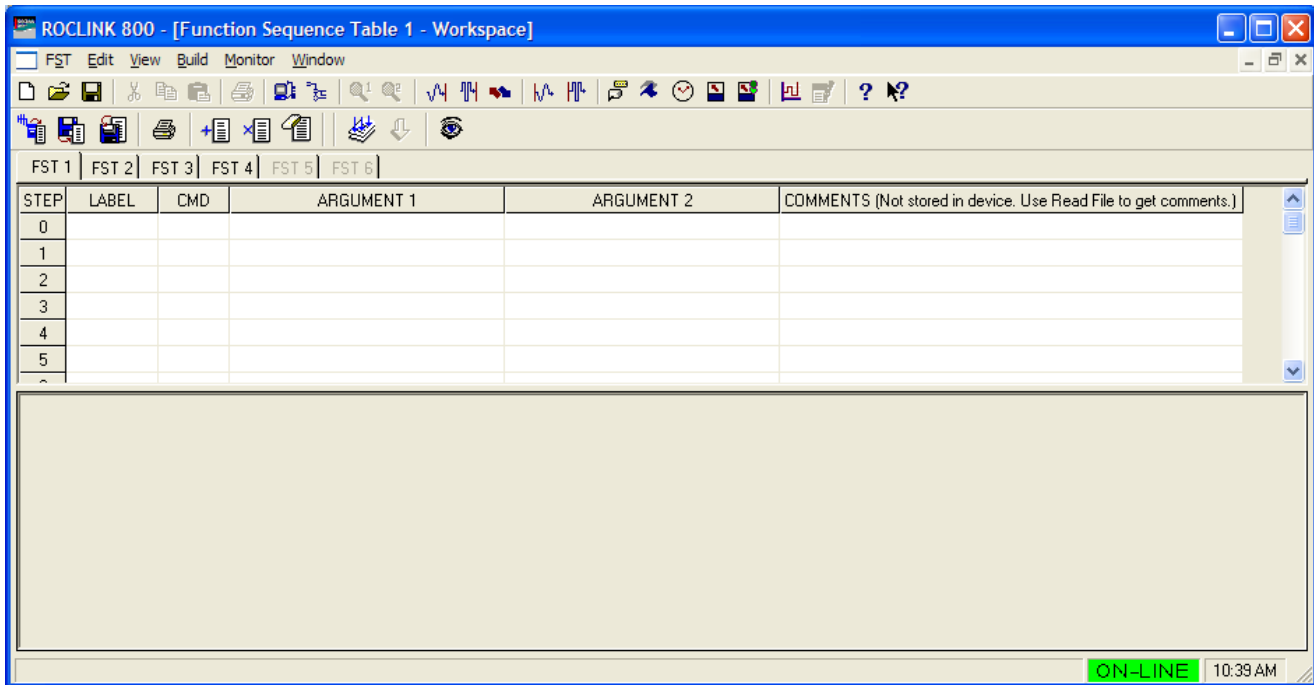 ROCLINK 800 - [Function Sequence Table 1 - Workspace]
FST Edit View Build Monitor Window
FST 1 FST 2 FST 3 FST 4 FST 5 FST 6
STEP LABEL CMD ARGUMENT 1 ARGUMENT 2 COMMENTS (Not stored in device. Use Read File to get comments.)
0
1
2
3
4
5
ON-LINE 10:39 AM